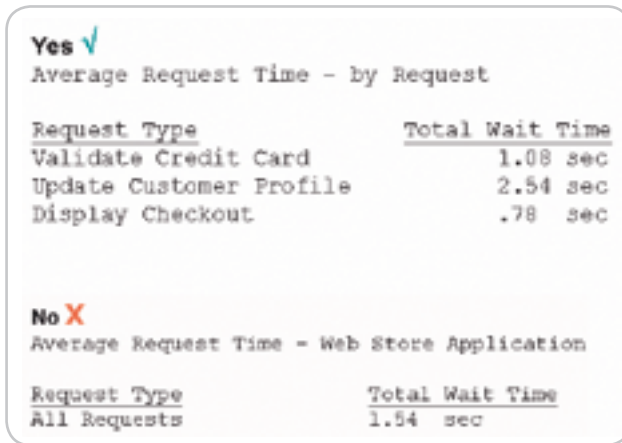 Yes √
Average Request Time - by Request
Request Type Total Wait Time
Validate Credit Card 1.08 sec
Update Customer Profile 2.54 sec
Display Checkout .78 sec
No X
Average Request Time - Web Store Application
Request Type Total Wait Time
All Requests 1.54 sec